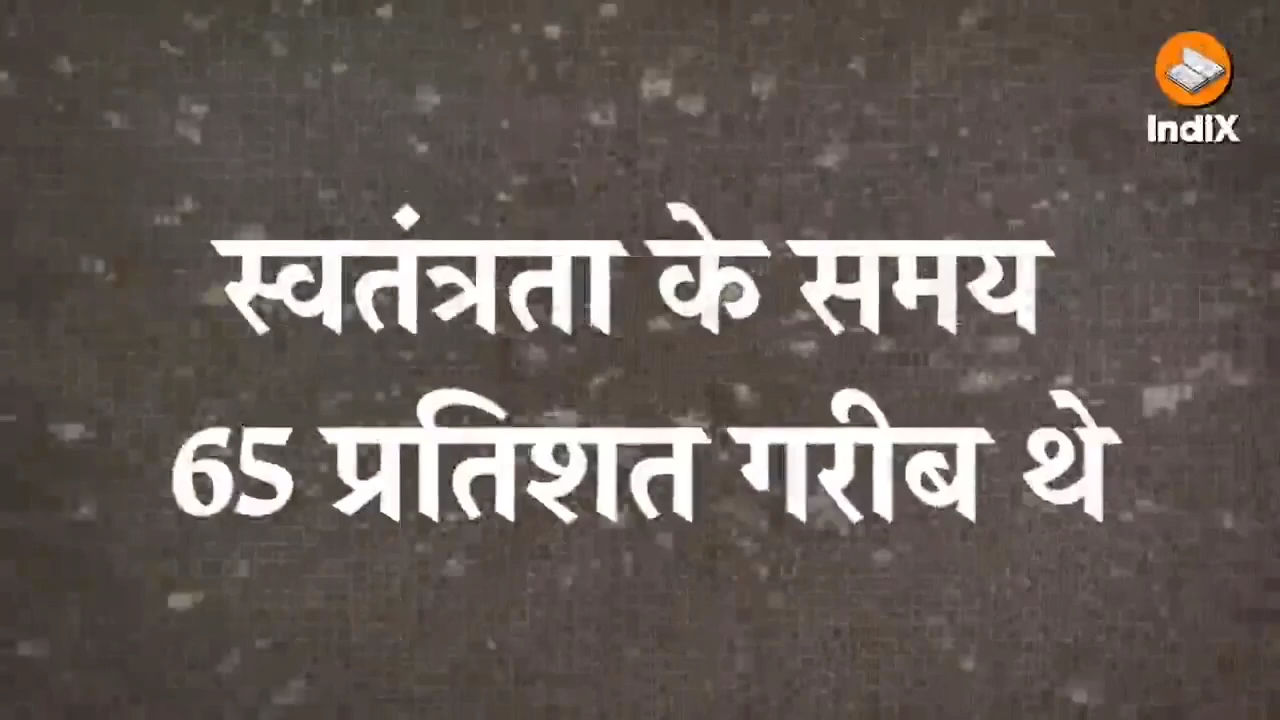 IndiX
स्वतंत्रता के समय
65 प्रतिशत गरीब थे